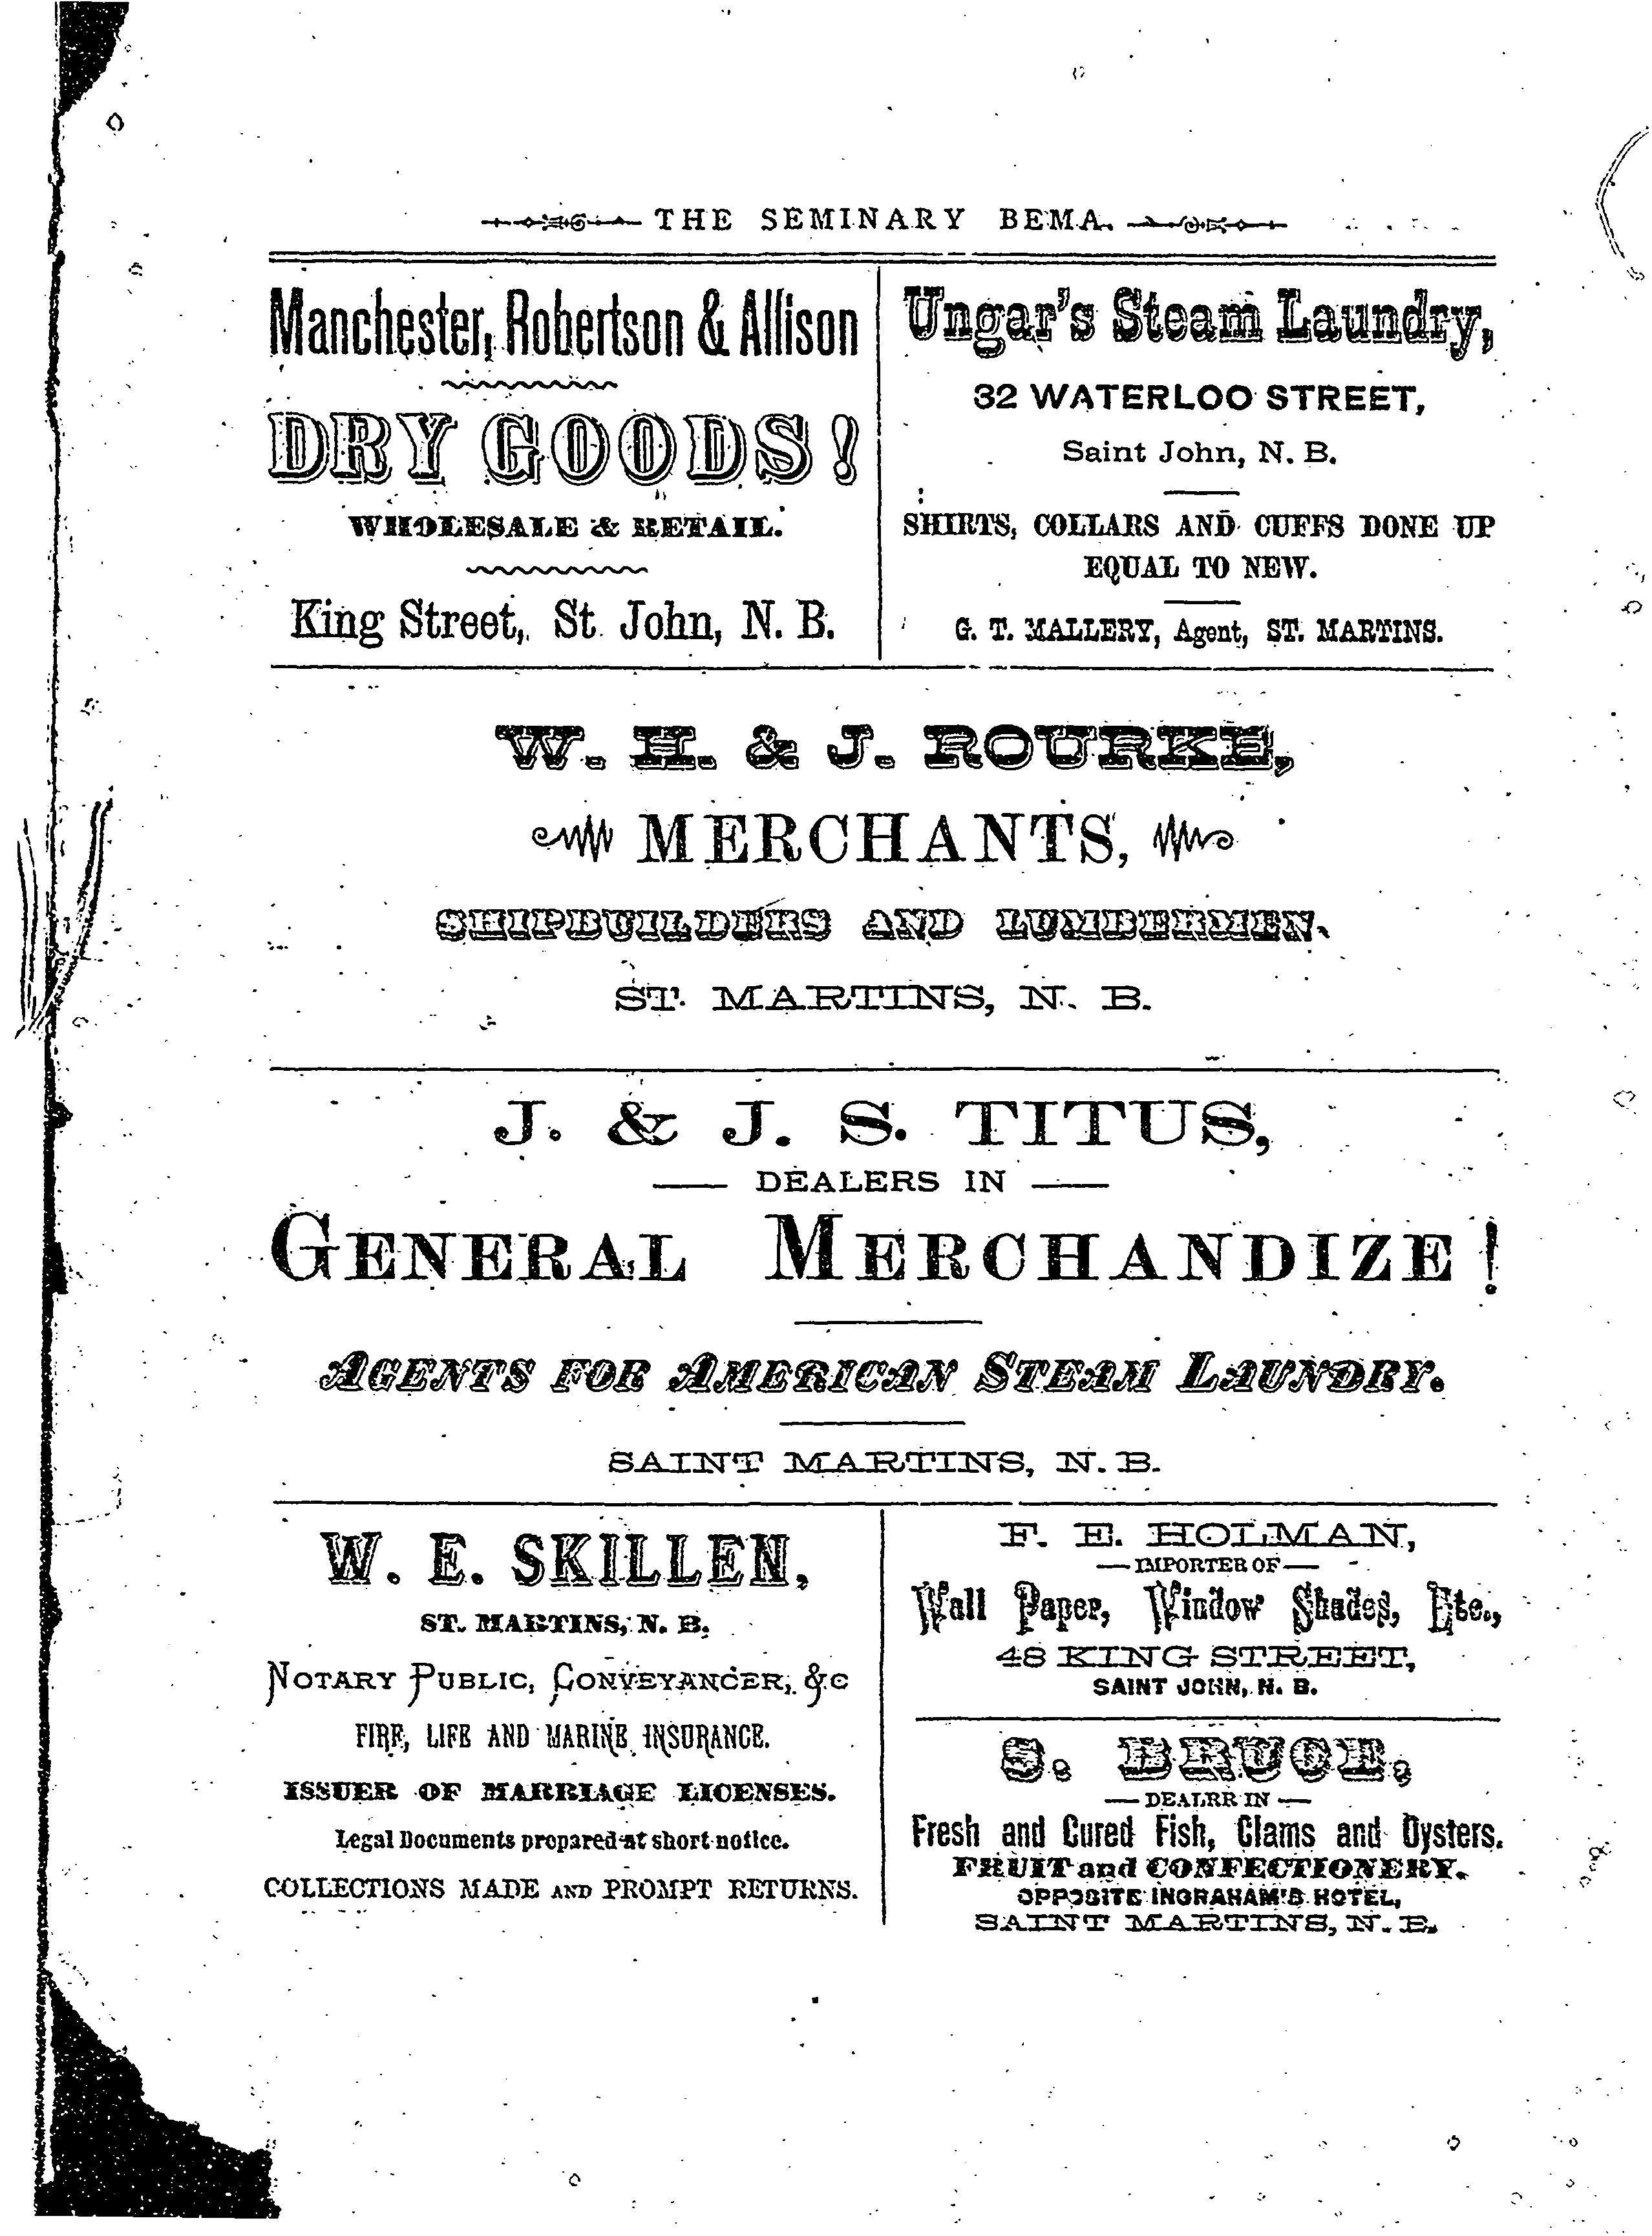 THE SEMINARY BEMA.
Manchester, Robertson & Allison
DRY GOODS!
WHOLESALE & RETAIL.
King Street, St. John, N. B.
Ungar's Steam Laundry,
32 WATERLOO STREET,
Saint John, N. B.
SHIRTS, COLLARS AND CUFFS DONE UP
EQUAL TO NEW.
G. T. MALLERY, Agent, ST. MARTINS.
W. H. & J. ROURKE,
MERCHANTS,
SHIPBUILDERS AND LUMBERMEN.
ST. MARTINS, N. B.
J. & J. S. TITUS,
DEALERS IN
GENERAL MERCHANDIZE!
AGENTS FOR AMERICAN STEAM LAUNDRY.
SAINT MARTINS, N. B.
W. E. SKILLEN,
ST. MARTINS, N. B.
NOTARY PUBLIC, CONVEYANCER, &C
FIRE, LIFE AND MARINE INSURANCE.
ISSUER OF MARRIAGE LICENSES.
Legal Documents prepared at short notice.
COLLECTIONS MADE AND PROMPT RETURNS.
F. E. HOLMAN,
— IMPORTER OF —
Wall Paper, Window Shades, Etc.,
48 KING STREET,
SAINT JOHN, N. B.
S. BRUCE,
— DEALRR IN —
Fresh and Cured Fish, Clams and Oysters.
FRUIT and CONFECTIONERY.
OPPOSITE INGRAHAM'S HOTEL,
SAINT MARTINS, N. B.